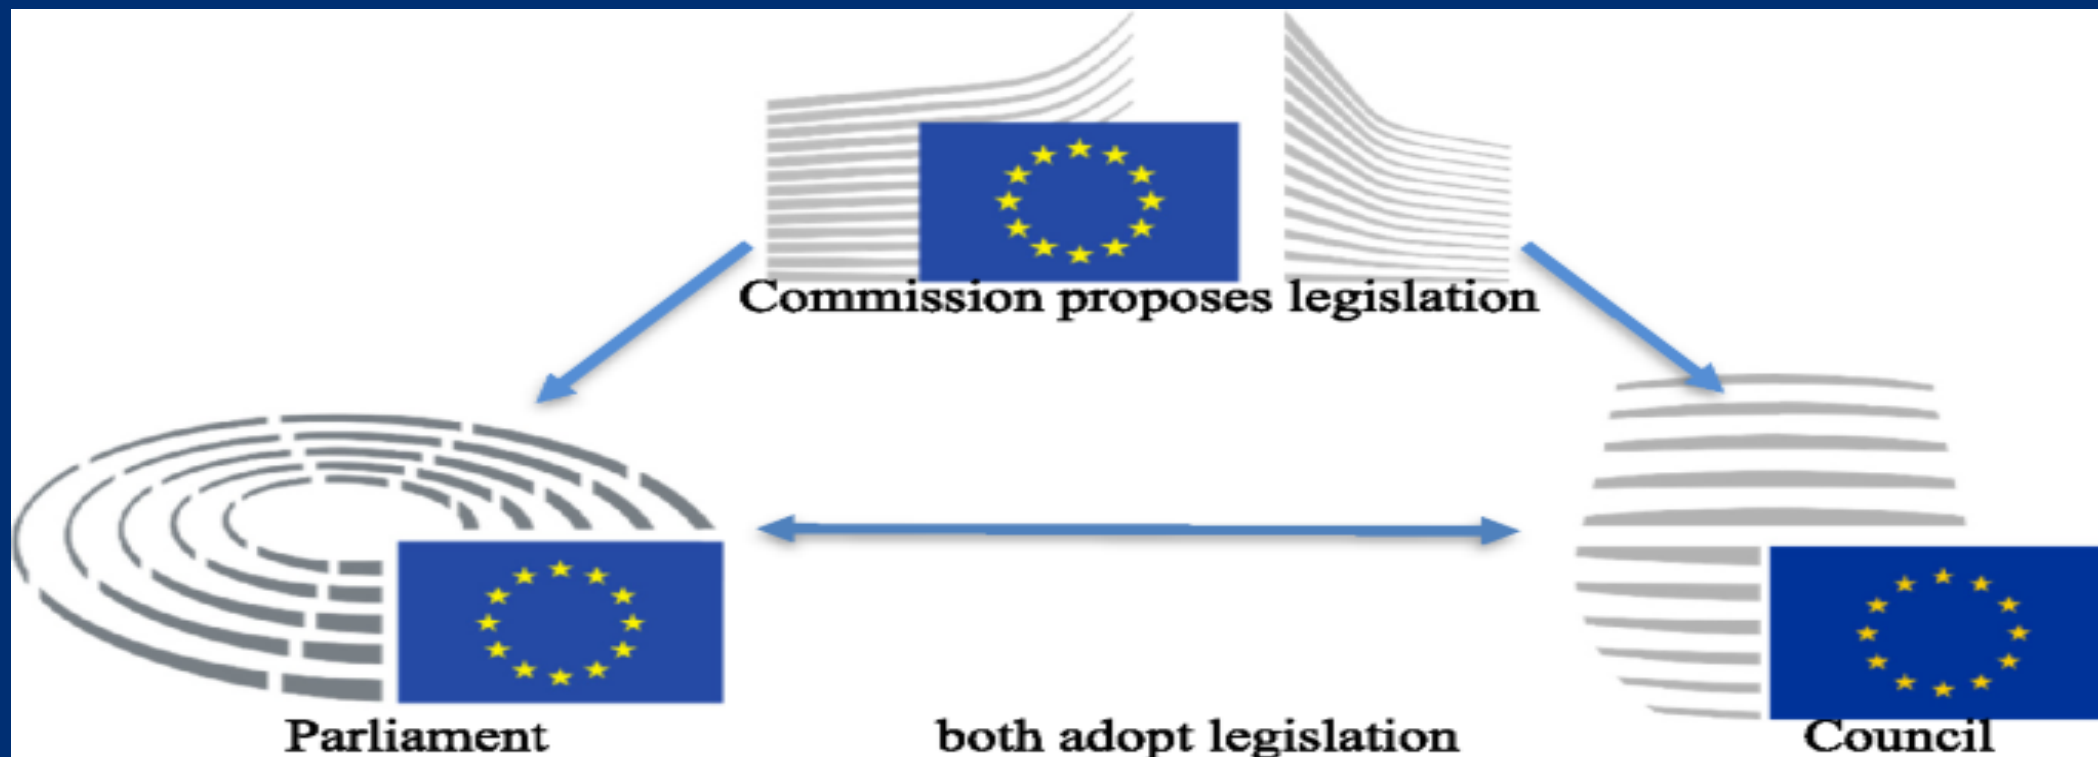 Commission proposes legislation
Parliament
both adopt legislation
Council